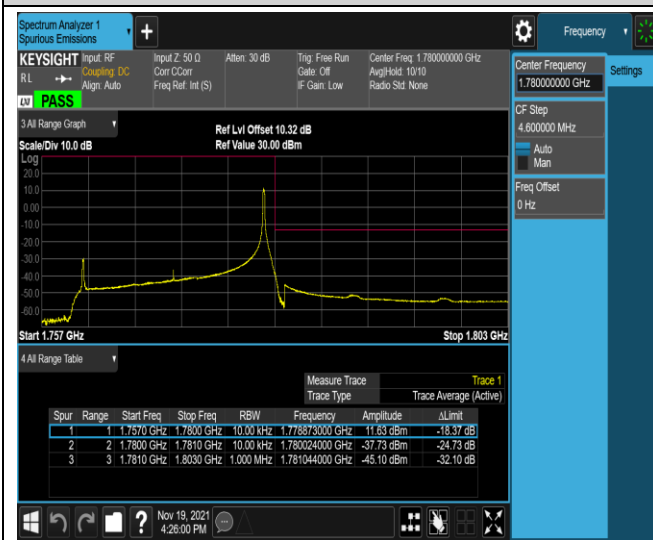 Spectrum Analyzer 1
Spurious Emissions
+
Frequency
KEYSIGHT
R L
Input: RF
Coupling: DC
Align: Auto
Input Z: 50 Ω
Corr CCorr
Freq Ref: Int (S)
Atten: 30 dB
Trig: Free Run
Gate: Off
IF Gain: Low
Center Freq: 1.780000000 GHz
Avg|Hold: 10/10
Radio Std: None
LXI PASS
Center Frequency
1.780000000 GHz
Settings
CF Step
4.600000 MHz
Auto
Man
Freq Offset
0 Hz
3 All Range Graph
Scale/Div 10.0 dB
Ref Lvl Offset 10.32 dB
Ref Value 30.00 dBm
Log
20.0
10.0
0.00
-10.0
-20.0
-30.0
-40.0
-50.0
-60.0
Start 1.757 GHz
Stop 1.803 GHz
4 All Range Table
Measure Trace Trace 1
Trace Type Trace Average (Active)
Spur Range Start Freq Stop Freq RBW Frequency Amplitude ΔLimit
1 1 1.7570 GHz 1.7800 GHz 10.00 kHz 1.778873000 GHz 11.63 dBm -18.37 dB
2 2 1.7800 GHz 1.7810 GHz 10.00 kHz 1.780024000 GHz -37.73 dBm -24.73 dB
3 3 1.7810 GHz 1.8030 GHz 1.000 MHz 1.781044000 GHz -45.10 dBm -32.10 dB
?
Nov 19, 2021
4:26:00 PM